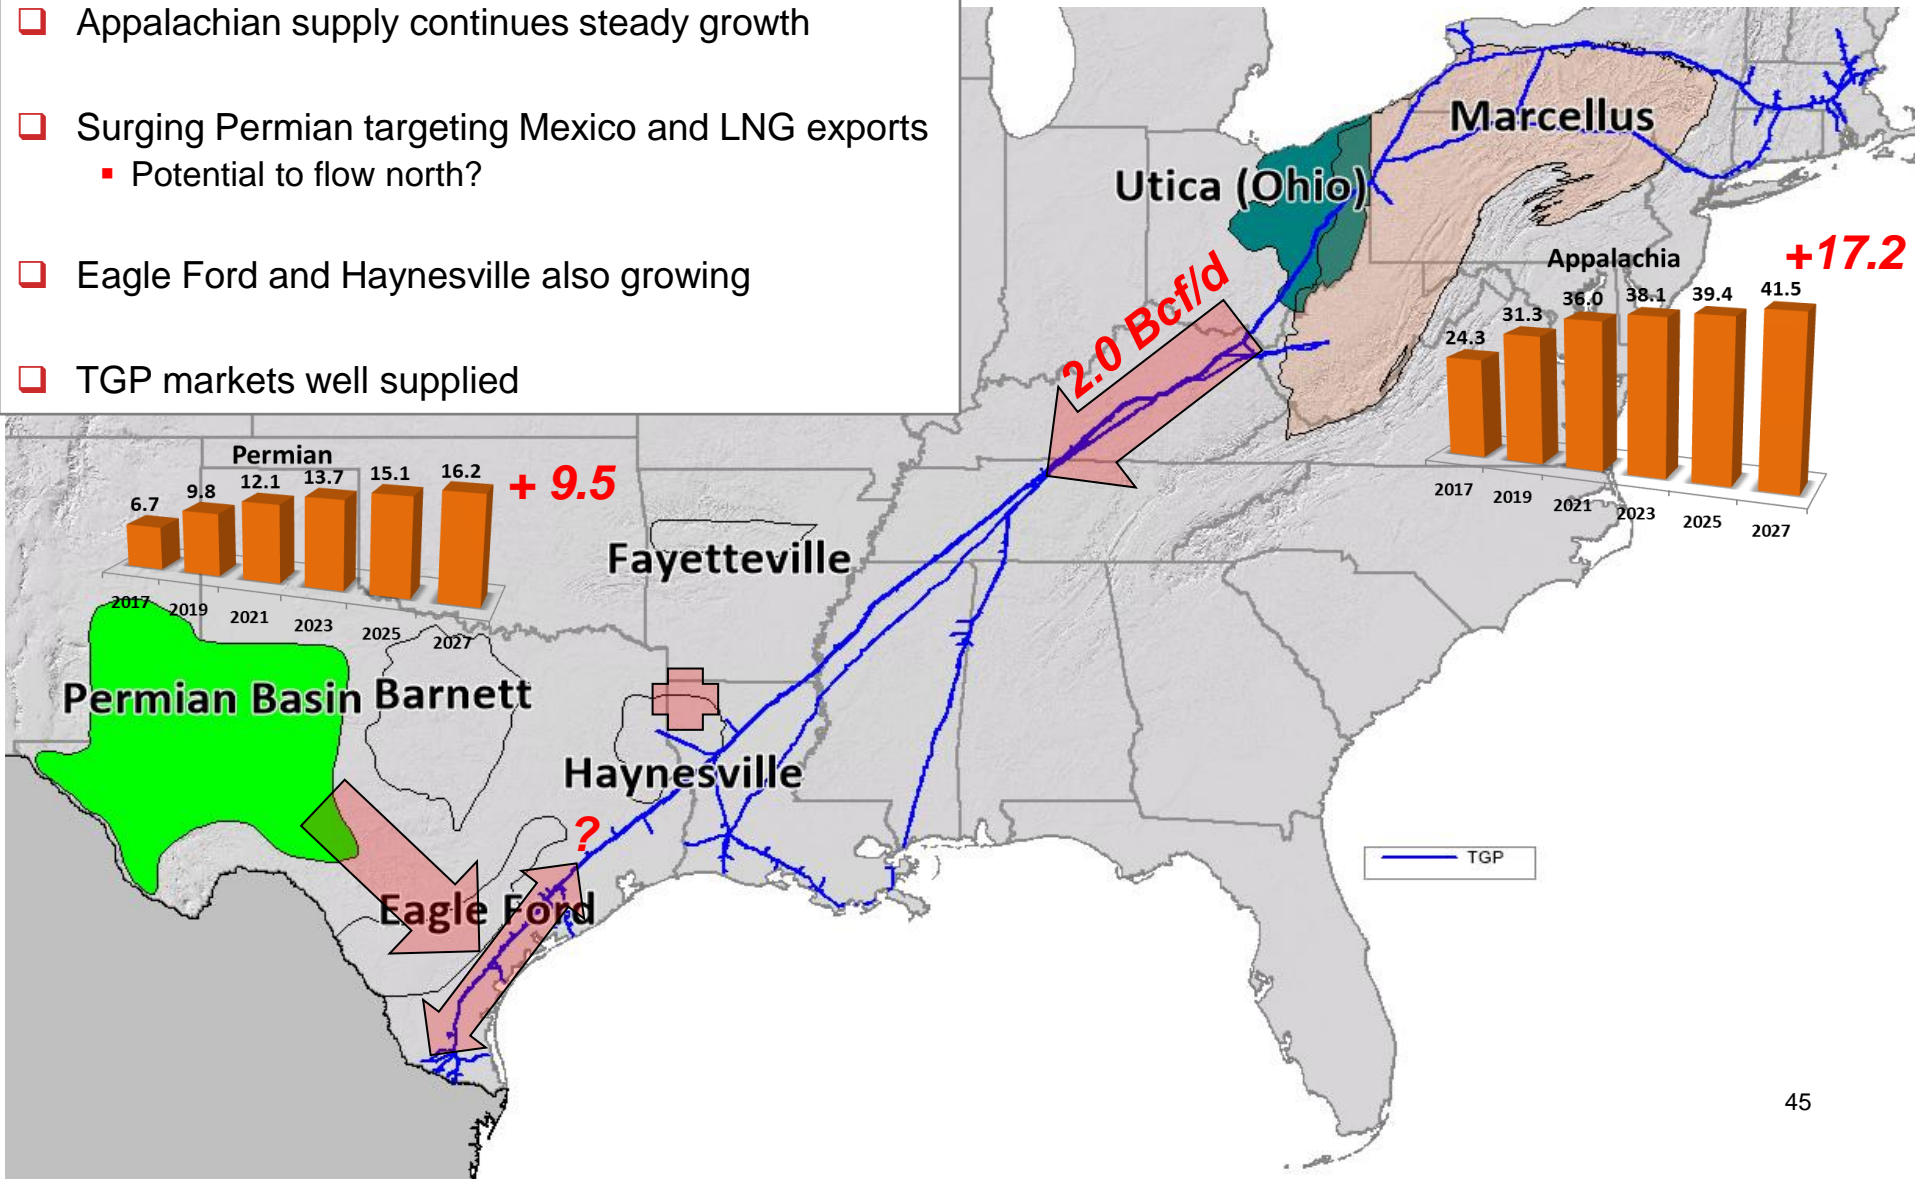 Appalachian supply continues steady growth
Surging Permian targeting Mexico and LNG exports
Potential to flow north?
Eagle Ford and Haynesville also growing
TGP markets well supplied
Marcellus
Utica (Ohio)
Appalachia
+17.2
24.3 31.3 36.0 38.1 39.4 41.5
2017 2019 2021 2023 2025 2027
2.0 Bcf/d
Permian
6.7 9.8 12.1 13.7 15.1 16.2
+ 9.5
2017 2019 2021 2023 2025 2027
Fayetteville
Permian Basin
Barnett
Haynesville
?
Eagle Ford
TGP
45